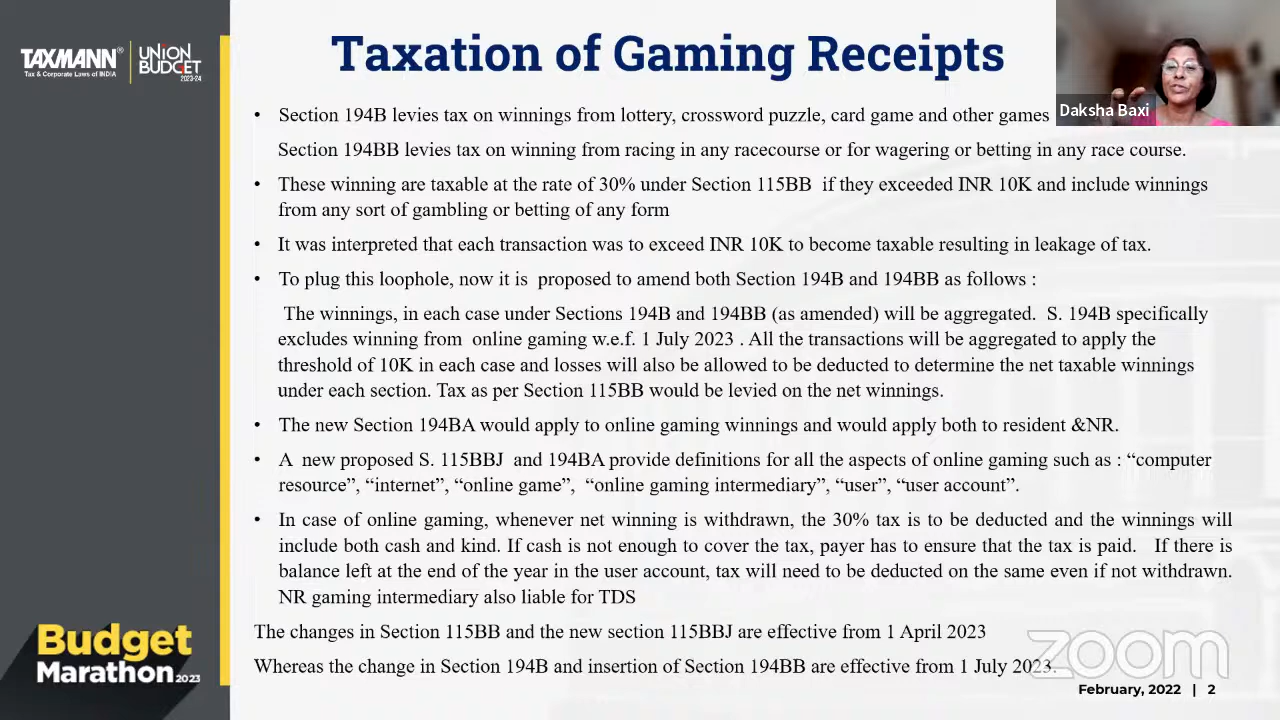 TAXMANN®
Tax & Corporate Laws of INDIA
UNION
BUDGET
2023-24
Taxation of Gaming Receipts
Daksha Baxi
• Section 194B levies tax on winnings from lottery, crossword puzzle, card game and other games
Section 194BB levies tax on winning from racing in any racecourse or for wagering or betting in any race course.
• These winning are taxable at the rate of 30% under Section 115BB if they exceeded INR 10K and include winnings
from any sort of gambling or betting of any form
• It was interpreted that each transaction was to exceed INR 10K to become taxable resulting in leakage of tax.
• To plug this loophole, now it is proposed to amend both Section 194B and 194BB as follows :
The winnings, in each case under Sections 194B and 194BB (as amended) will be aggregated. S. 194B specifically
excludes winning from online gaming w.e.f. 1 July 2023 . All the transactions will be aggregated to apply the
threshold of 10K in each case and losses will also be allowed to be deducted to determine the net taxable winnings
under each section. Tax as per Section 115BB would be levied on the net winnings.
• The new Section 194BA would apply to online gaming winnings and would apply both to resident &NR.
• A new proposed S. 115BBJ and 194BA provide definitions for all the aspects of online gaming such as : “computer
resource”, “internet”, “online game”, “online gaming intermediary”, “user”, “user account”.
• In case of online gaming, whenever net winning is withdrawn, the 30% tax is to be deducted and the winnings will
include both cash and kind. If cash is not enough to cover the tax, payer has to ensure that the tax is paid. If there is
balance left at the end of the year in the user account, tax will need to be deducted on the same even if not withdrawn.
NR gaming intermediary also liable for TDS
The changes in Section 115BB and the new section 115BBJ are effective from 1 April 2023
Whereas the change in Section 194B and insertion of Section 194BB are effective from 1 July 2023.
Budget
Marathon 2023
zoom
February, 2022 | 2